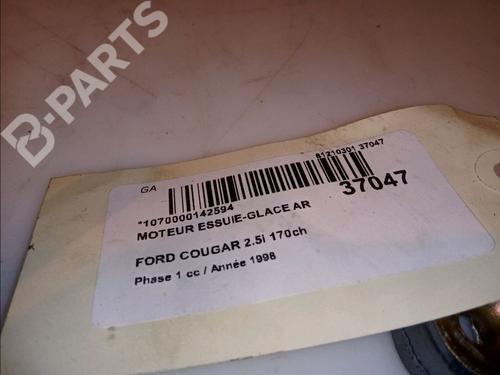 B-PARTS
GA
81210301 37047
37047
*1070000142594
MOTEUR ESSUIE-GLACE AR
FORD COUGAR 2.5i 170ch
Phase 1 cc / Année 1998